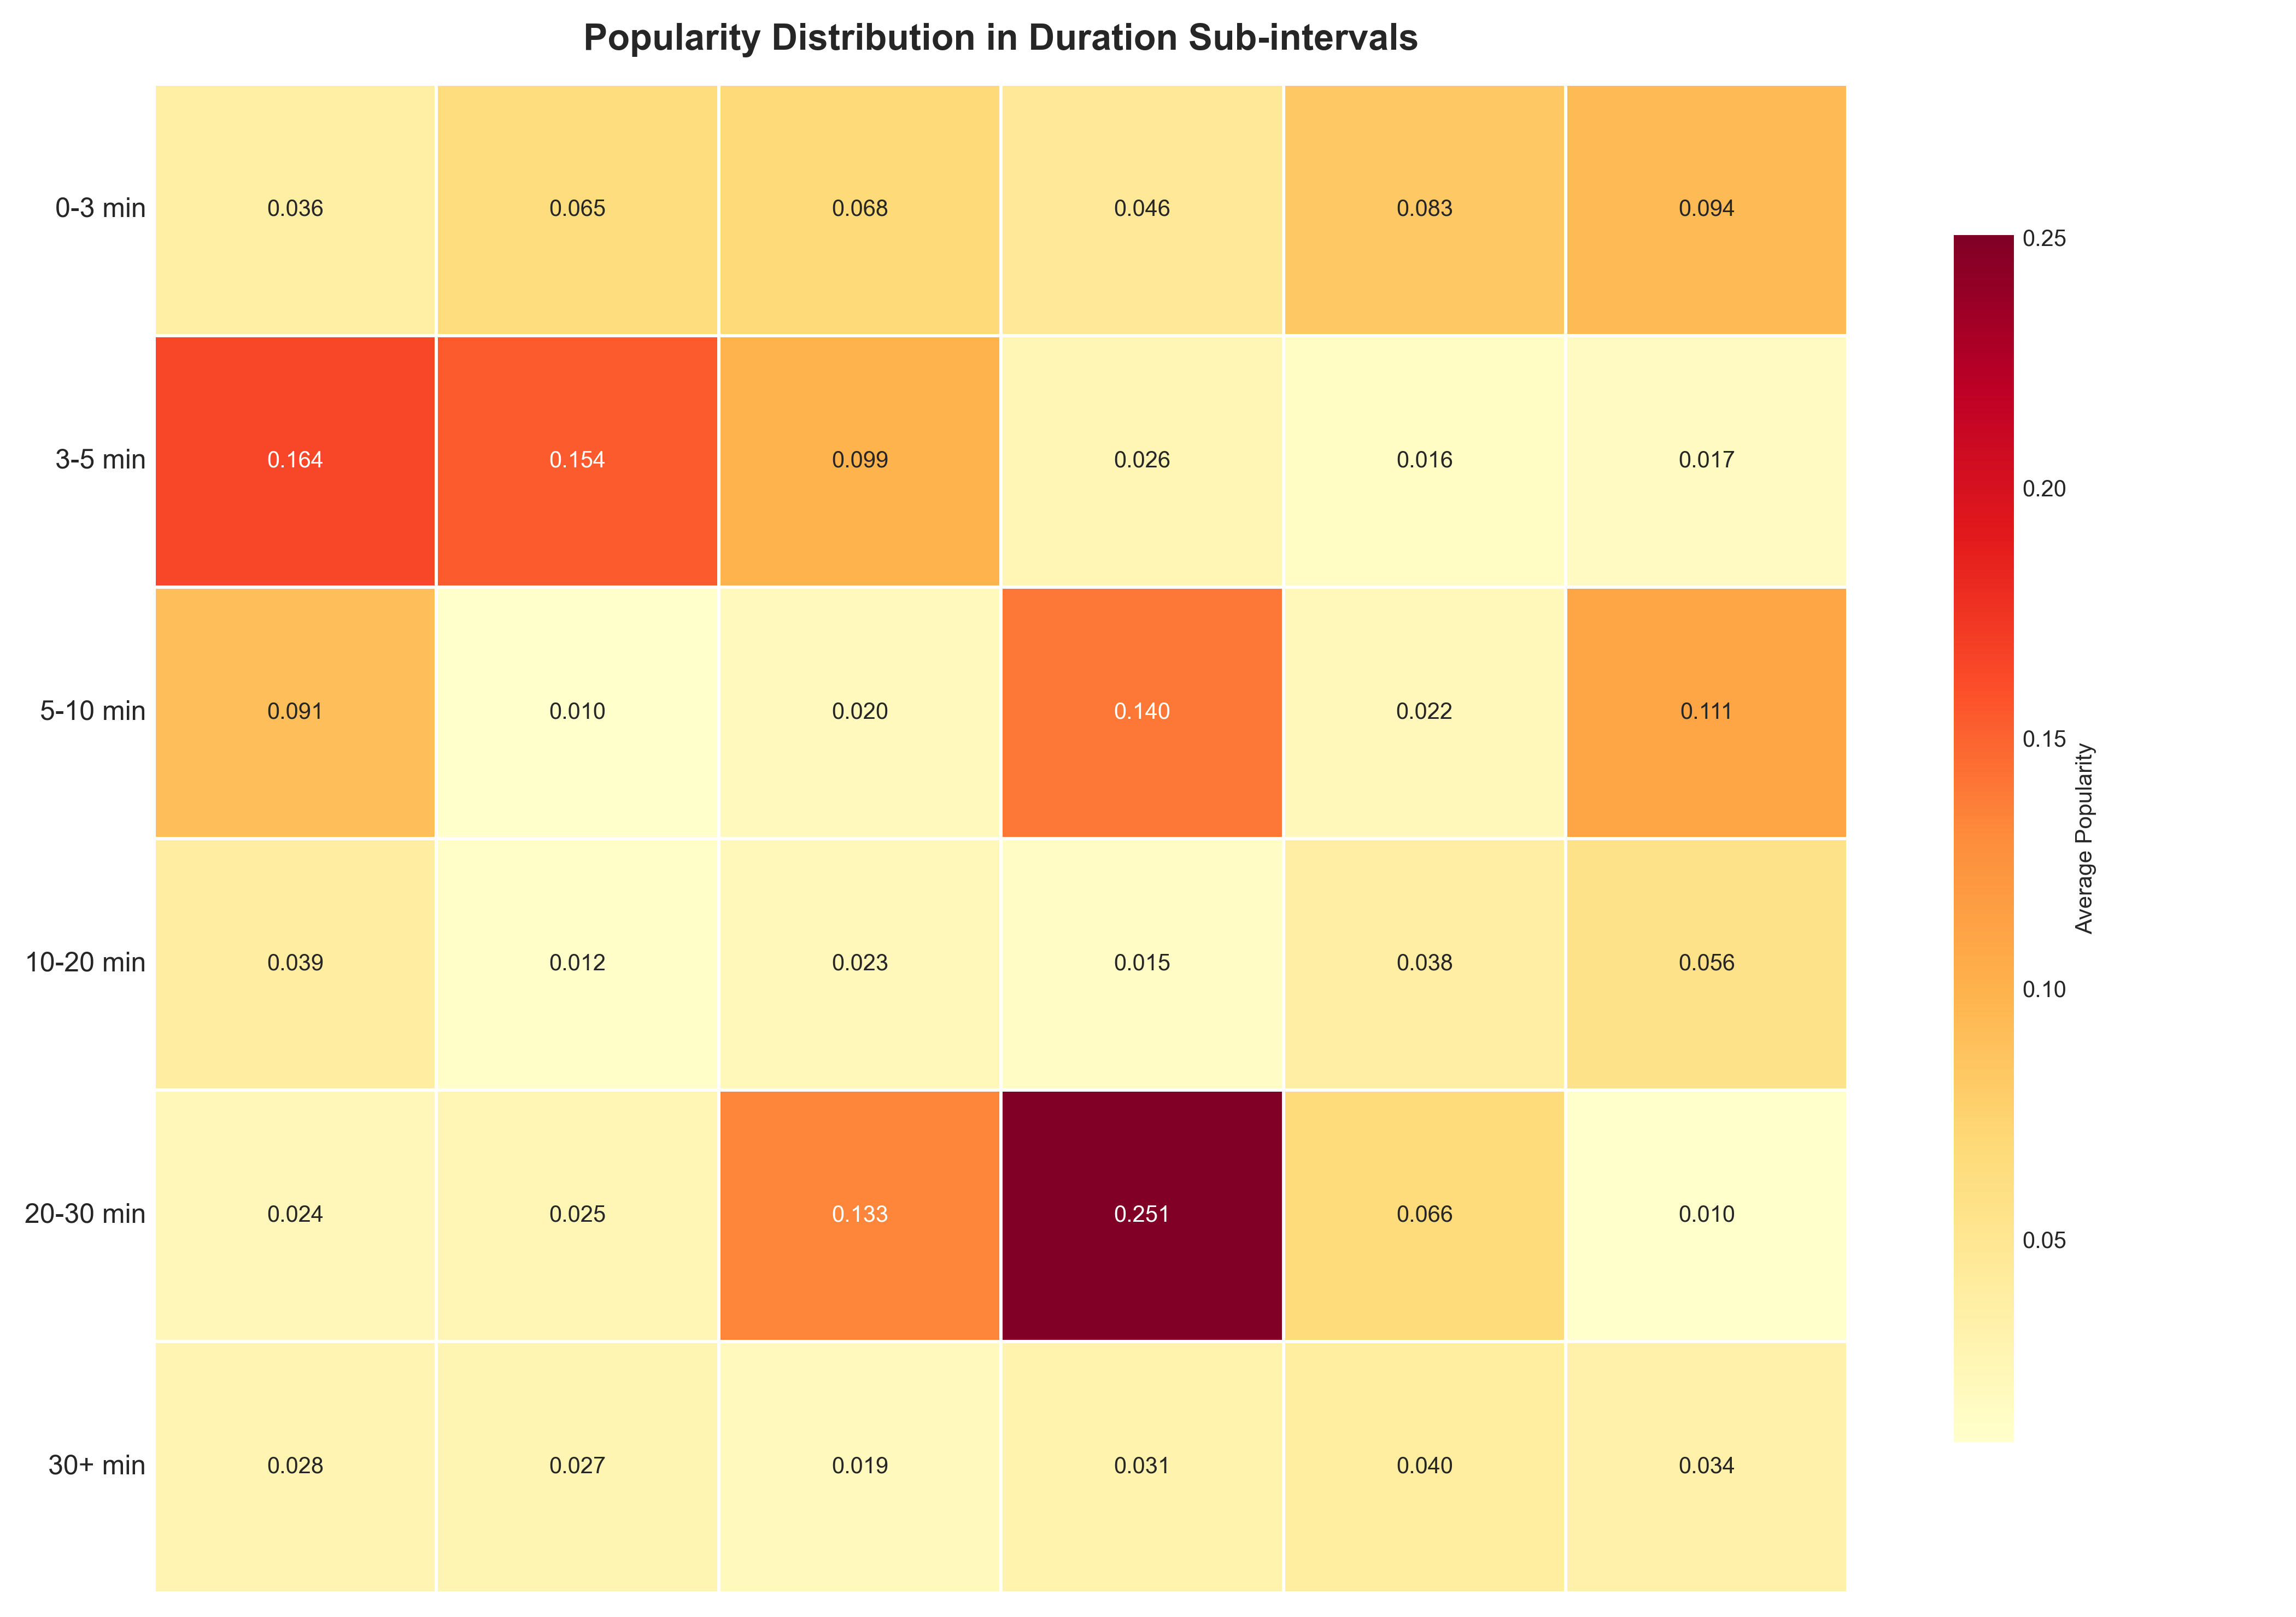 Popularity Distribution in Duration Sub-intervals
0-3 min 0.036 0.065 0.068 0.046 0.083 0.094
3-5 min 0.164 0.154 0.099 0.026 0.016 0.017
5-10 min 0.091 0.010 0.020 0.140 0.022 0.111
10-20 min 0.039 0.012 0.023 0.015 0.038 0.056
20-30 min 0.024 0.025 0.133 0.251 0.066 0.010
30+ min 0.028 0.027 0.019 0.031 0.040 0.034
0.25
0.20
0.15
0.10
0.05
Average Popularity